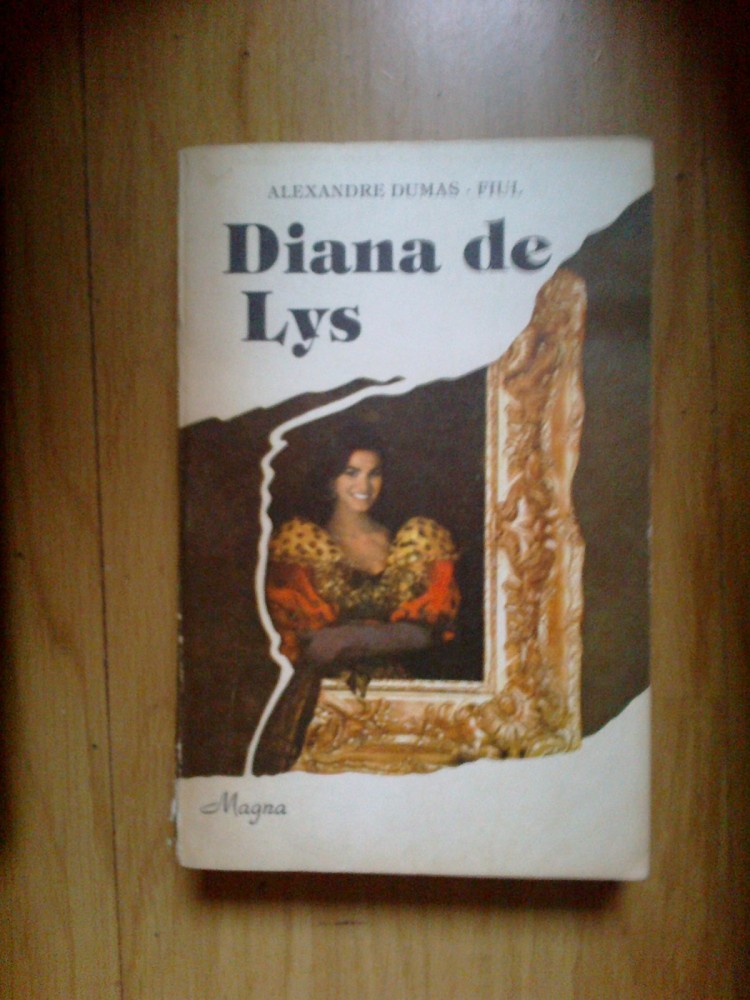 ALEXANDRE DUMAS - FIUL
Diana de
Lys
Magna